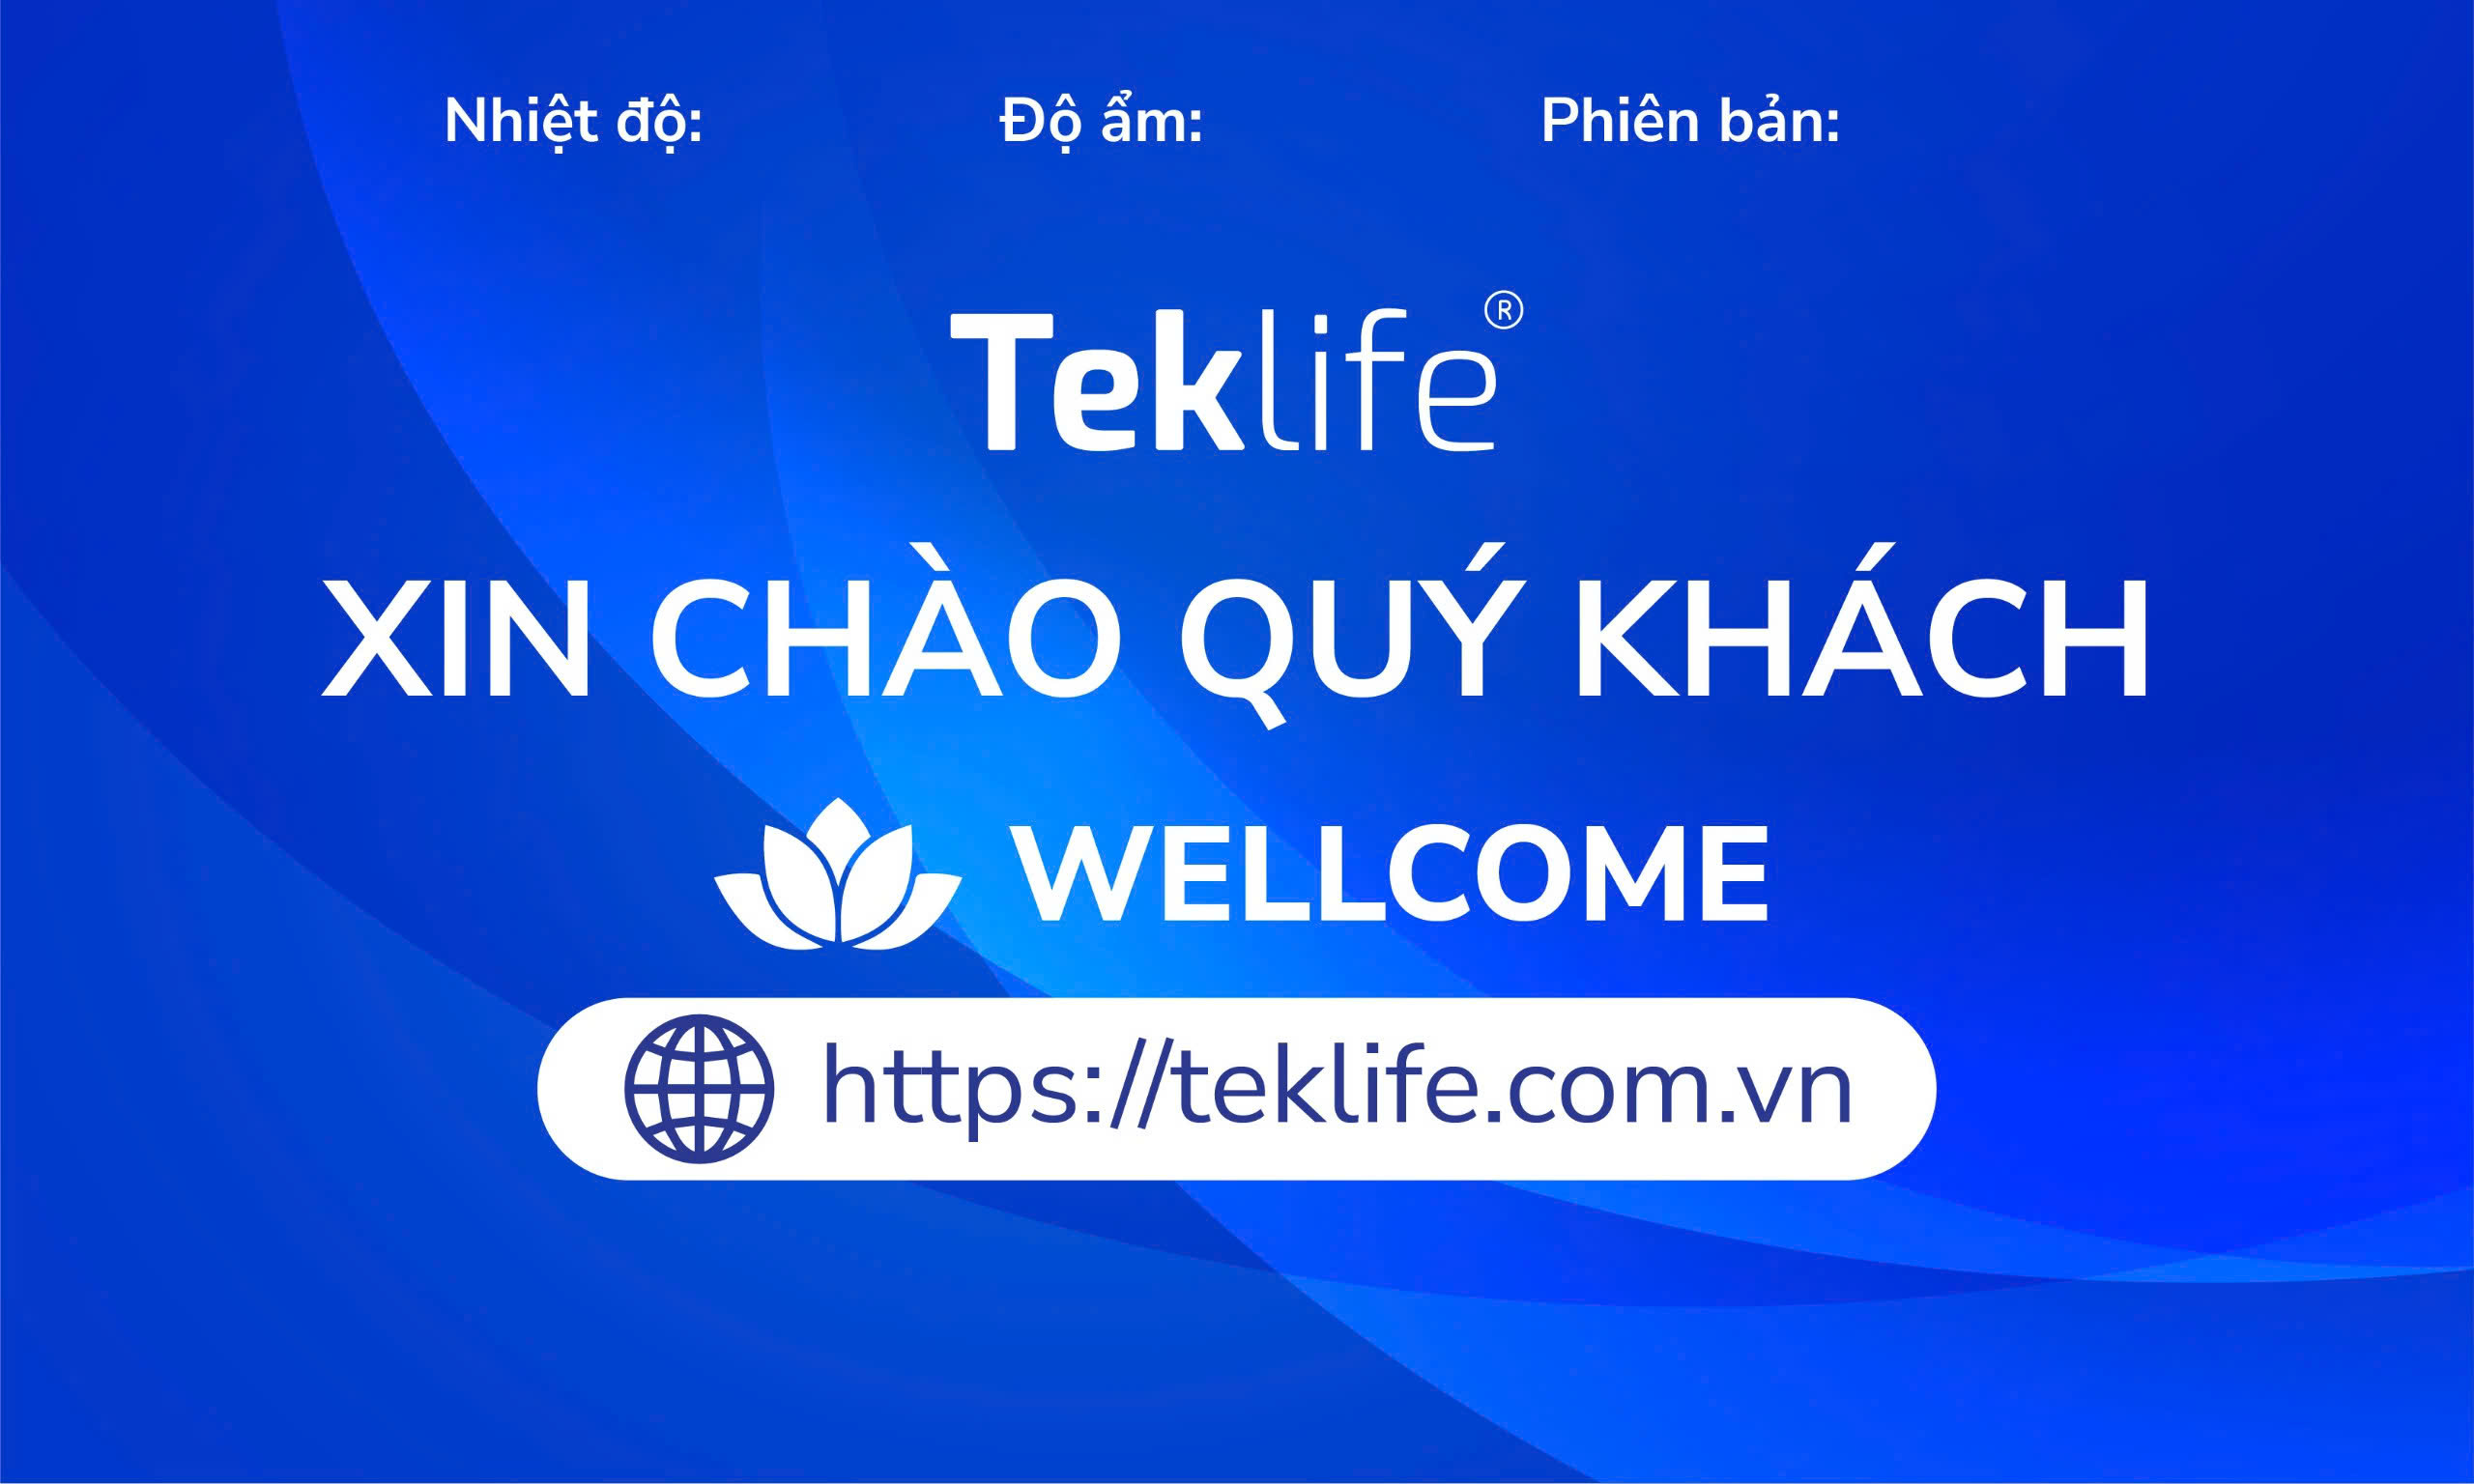 Nhiệt độ: Độ ẩm: Phiên bản:
Teklife®
XIN CHÀO QUÝ KHÁCH
WELLCOME
https://teklife.com.vn